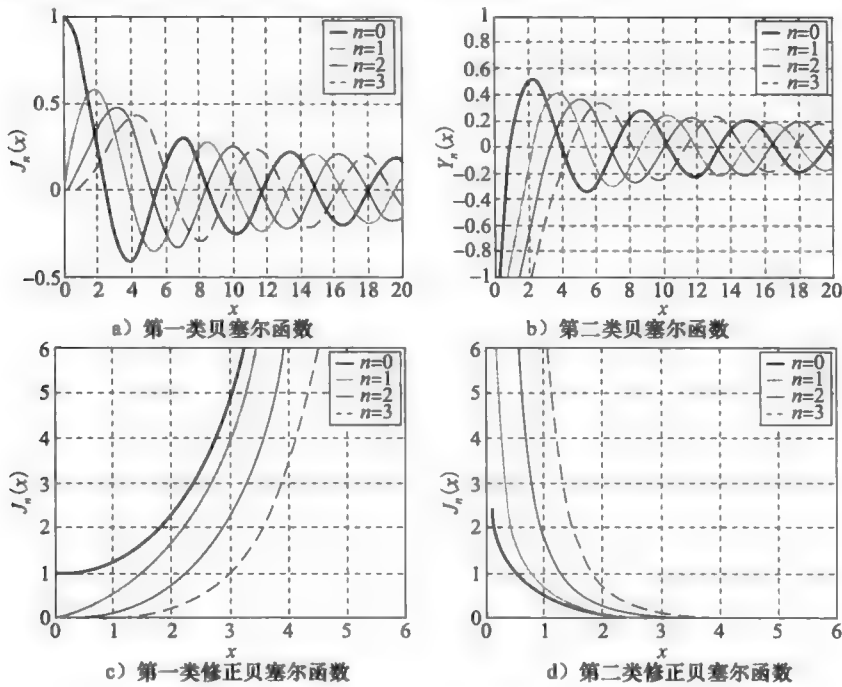 1
0.5
0
-0.5
J_n(x)
0 2 4 6 8 10 12 14 16 18 20
x
n=0
n=1
n=2
n=3
a）第一类贝塞尔函数
1
0.8
0.6
0.4
0.2
0
-0.2
-0.4
-0.6
-0.8
-1
Y_n(x)
0 2 4 6 8 10 12 14 16 18 20
x
n=0
n=1
n=2
n=3
b）第二类贝塞尔函数
6
5
4
3
2
1
0
J_n(x)
0 1 2 3 4 5 6
x
n=0
n=1
n=2
n=3
c）第一类修正贝塞尔函数
6
5
4
3
2
1
0
J_n(x)
0 1 2 3 4 5 6
x
n=0
n=1
n=2
n=3
d）第二类修正贝塞尔函数